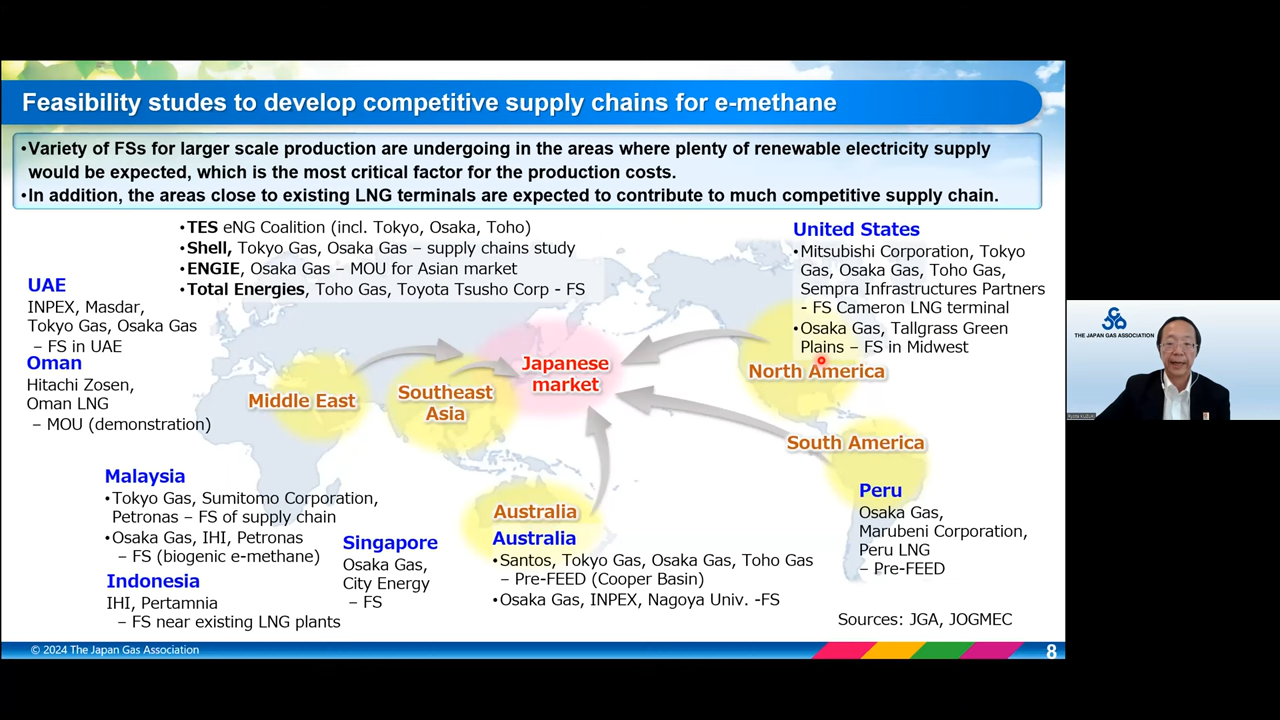 Feasibility studes to develop competitive supply chains for e-methane
•Variety of FSs for larger scale production are undergoing in the areas where plenty of renewable electricity supply
would be expected, which is the most critical factor for the production costs.
•In addition, the areas close to existing LNG terminals are expected to contribute to much competitive supply chain.
•TES eNG Coalition (incl. Tokyo, Osaka, Toho)
•Shell, Tokyo Gas, Osaka Gas – supply chains study
•ENGIE, Osaka Gas – MOU for Asian market
•Total Energies, Toho Gas, Toyota Tsusho Corp - FS
United States
•Mitsubishi Corporation, Tokyo
Gas, Osaka Gas, Toho Gas,
Sempra Infrastructures Partners
- FS Cameron LNG terminal
•Osaka Gas, Tallgrass Green
Plains – FS in Midwest
UAE
INPEX, Masdar,
Tokyo Gas, Osaka Gas
– FS in UAE
Oman
Hitachi Zosen,
Oman LNG
– MOU (demonstration)
Middle East
Southeast
Asia
Japanese
market
North America
South America
Malaysia
•Tokyo Gas, Sumitomo Corporation,
Petronas – FS of supply chain
•Osaka Gas, IHI, Petronas
– FS (biogenic e-methane)
Indonesia
IHI, Pertamnia
– FS near existing LNG plants
Singapore
Osaka Gas,
City Energy
– FS
Australia
Australia
•Santos, Tokyo Gas, Osaka Gas, Toho Gas
– Pre-FEED (Cooper Basin)
•Osaka Gas, INPEX, Nagoya Univ. -FS
Peru
Osaka Gas,
Marubeni Corporation,
Peru LNG
– Pre-FEED
Sources: JGA, JOGMEC
© 2024 The Japan Gas Association
8
THE JAPAN GAS ASSOCIATION